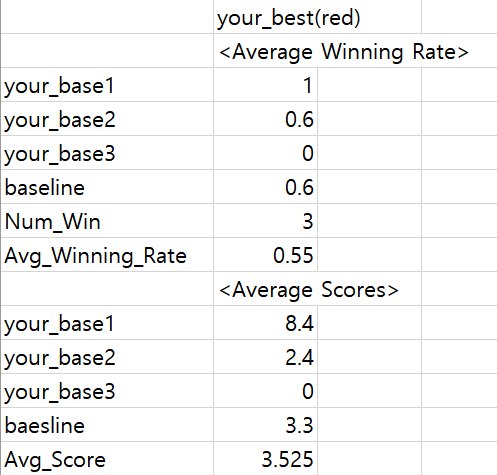 your_best(red)
<Average Winning Rate>
your_base1 1
your_base2 0.6
your_base3 0
baseline 0.6
Num_Win 3
Avg_Winning_Rate 0.55
<Average Scores>
your_base1 8.4
your_base2 2.4
your_base3 0
baesline 3.3
Avg_Score 3.525